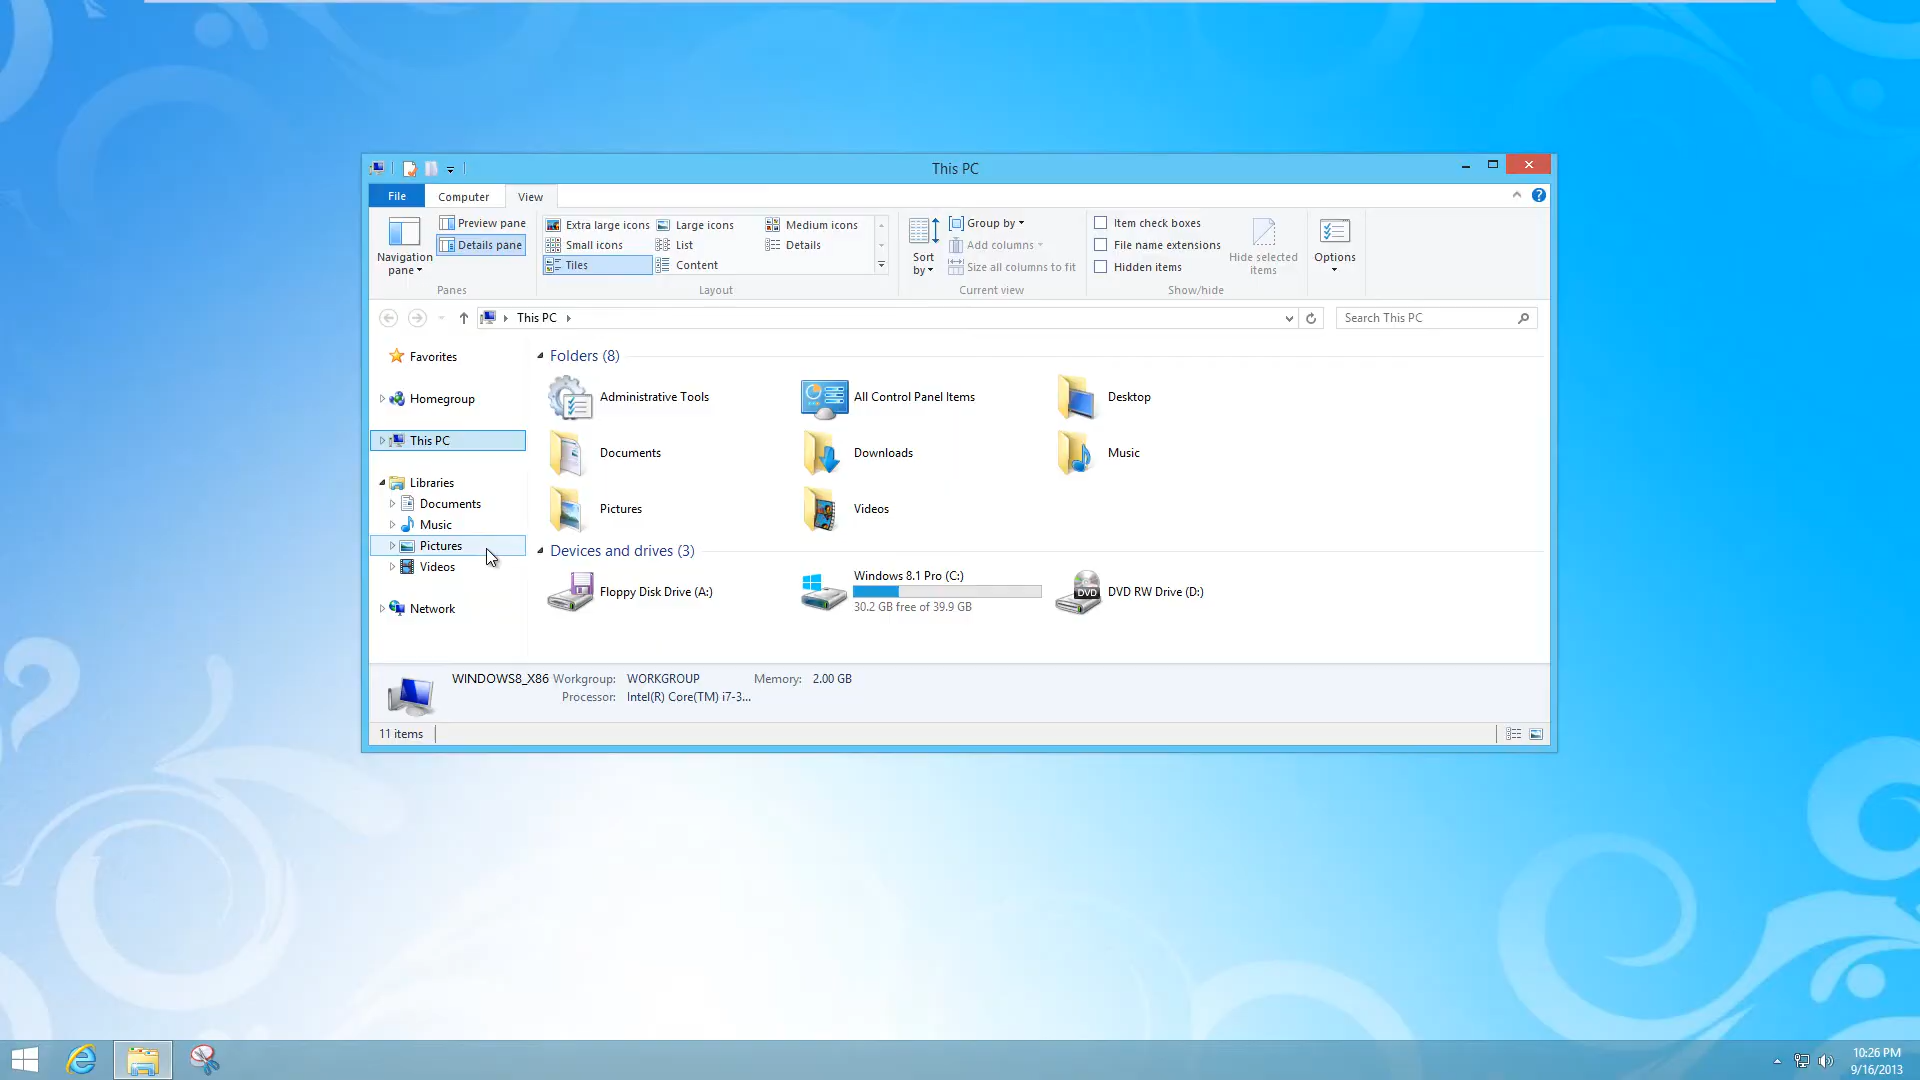 This PC
File Computer View
Navigation pane
Preview pane
Details pane
Panes
Extra large icons Large icons Medium icons
Small icons List Details
Tiles Content
Layout
Sort by
Group by
Add columns
Size all columns to fit
Current view
Item check boxes
File name extensions
Hidden items
Hide selected items
Show/hide
Options
This PC
Search This PC
Favorites
Homegroup
This PC
Libraries
Documents
Music
Pictures
Videos
Network
Folders (8)
Administrative Tools All Control Panel Items Desktop
Documents Downloads Music
Pictures Videos
Devices and drives (3)
Floppy Disk Drive (A:)
Windows 8.1 Pro (C:)
30.2 GB free of 39.9 GB
DVD
DVD RW Drive (D:)
WINDOWS8_X86 Workgroup: WORKGROUP Memory: 2.00 GB
Processor: Intel(R) Core(TM) i7-3...
11 items
10:26 PM
9/16/2013